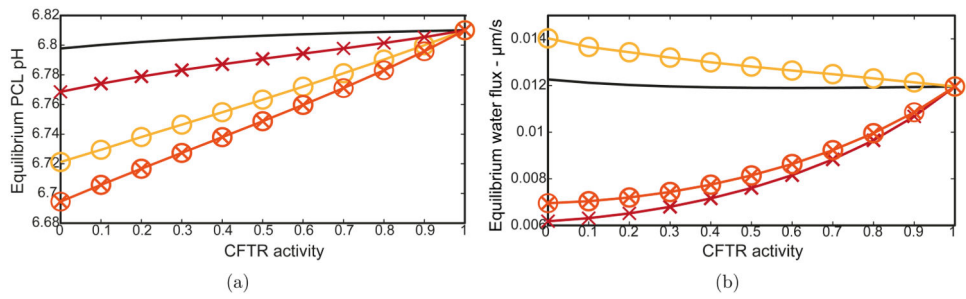 6.82
6.8
6.78
6.76
6.74
6.72
6.7
6.68
Equilibrium PCL pH
0 0.1 0.2 0.3 0.4 0.5 0.6 0.7 0.8 0.9 1
CFTR activity
(a)
0.014
0.012
0.01
0.008
0.006
Equilibrium water flux - μm/s
0 0.1 0.2 0.3 0.4 0.5 0.6 0.7 0.8 0.9 1
CFTR activity
(b)